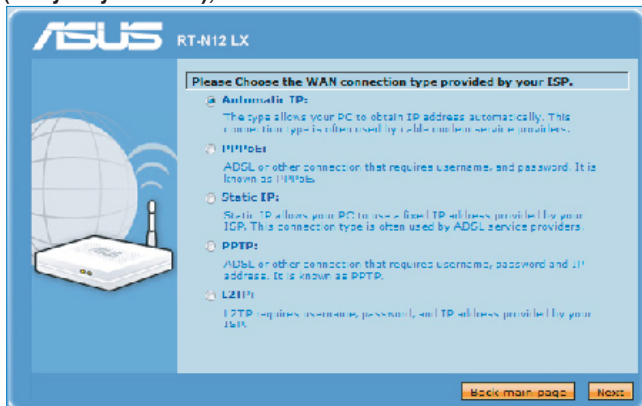 ASUS RT-N12 LX
Please Choose the WAN connection type provided by your ISP.
Automatic IP:
The type allows your PC to obtain IP address automatically. This
connection type is often used by cable modem service providers.
PPPoE:
ADSL or other connection that requires username, and password. It is
known as PPPoE.
Static IP:
Static IP allows your PC to use a fixed IP address provided by your
ISP. This connection type is often used by ADSL service providers.
PPTP:
ADSL or other connection that requires username, password and IP
address. It is known as PPTP.
L2TP:
L2TP requires username, password, and IP address provided by your
ISP.
Back main page Next